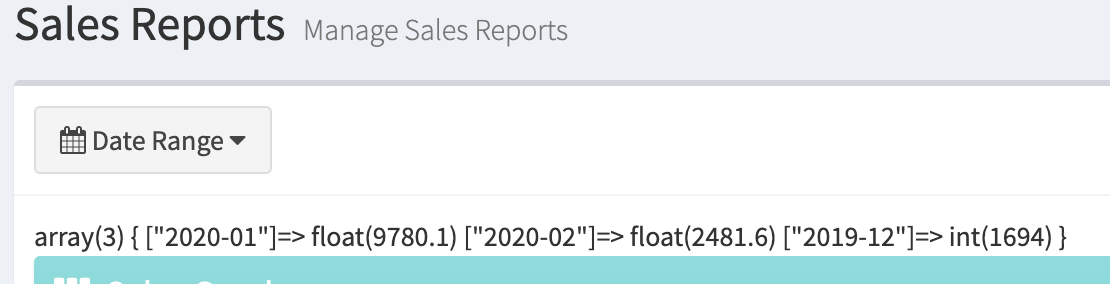 Sales Reports Manage Sales Reports
Date Range
array(3) { ["2020-01"]=> float(9780.1) ["2020-02"]=> float(2481.6) ["2019-12"]=> int(1694) }